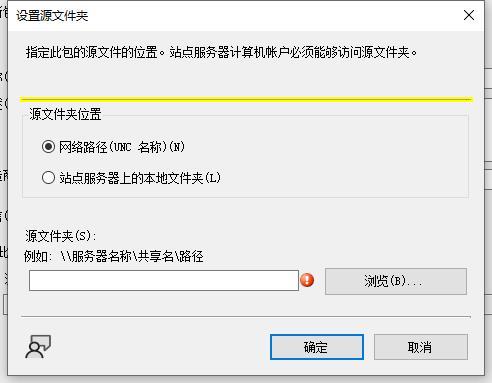 设置源文件夹
指定此包的源文件的位置。站点服务器计算机帐户必须能够访问源文件夹。
源文件夹位置
网络路径(UNC 名称)(N)
站点服务器上的本地文件夹(L)
源文件夹(S):
例如: \\服务器名称\共享名\路径
浏览(B)...
确定
取消